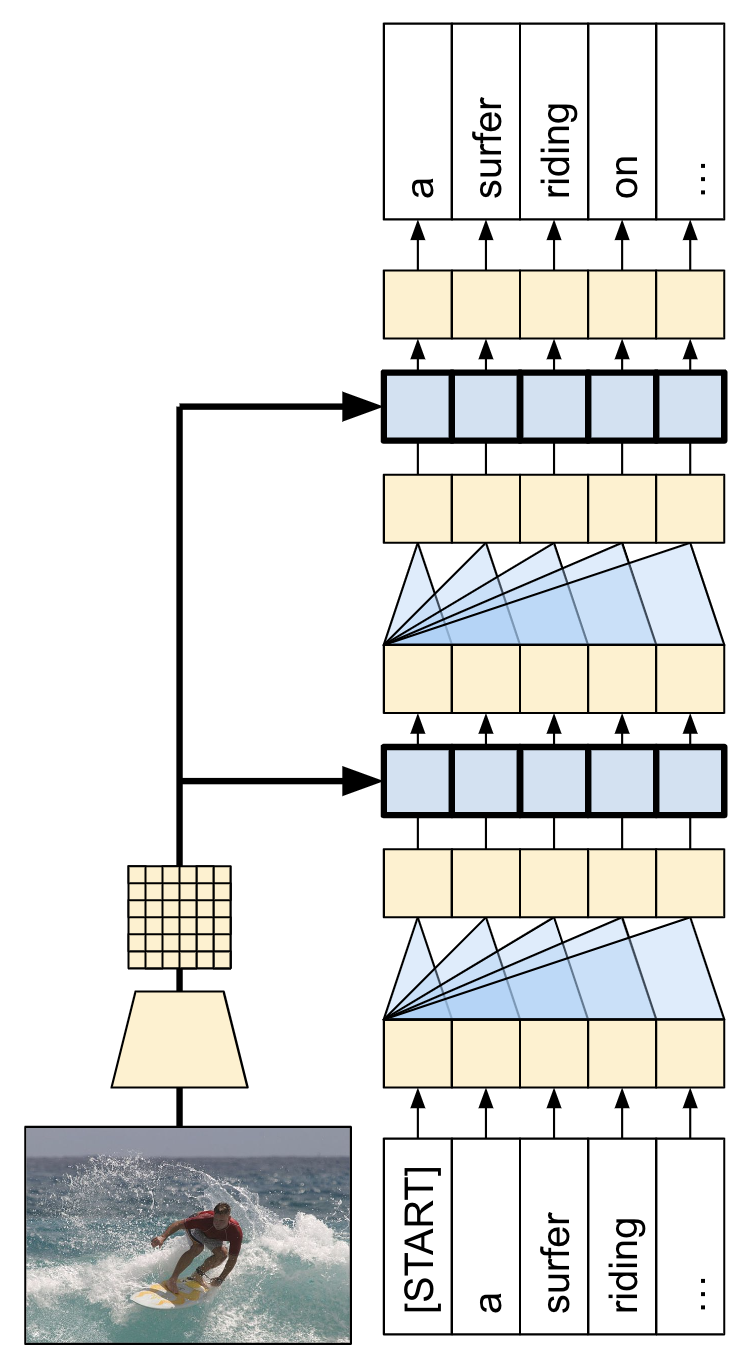 a
surfer
riding
on
...
[START]
a
surfer
riding
...